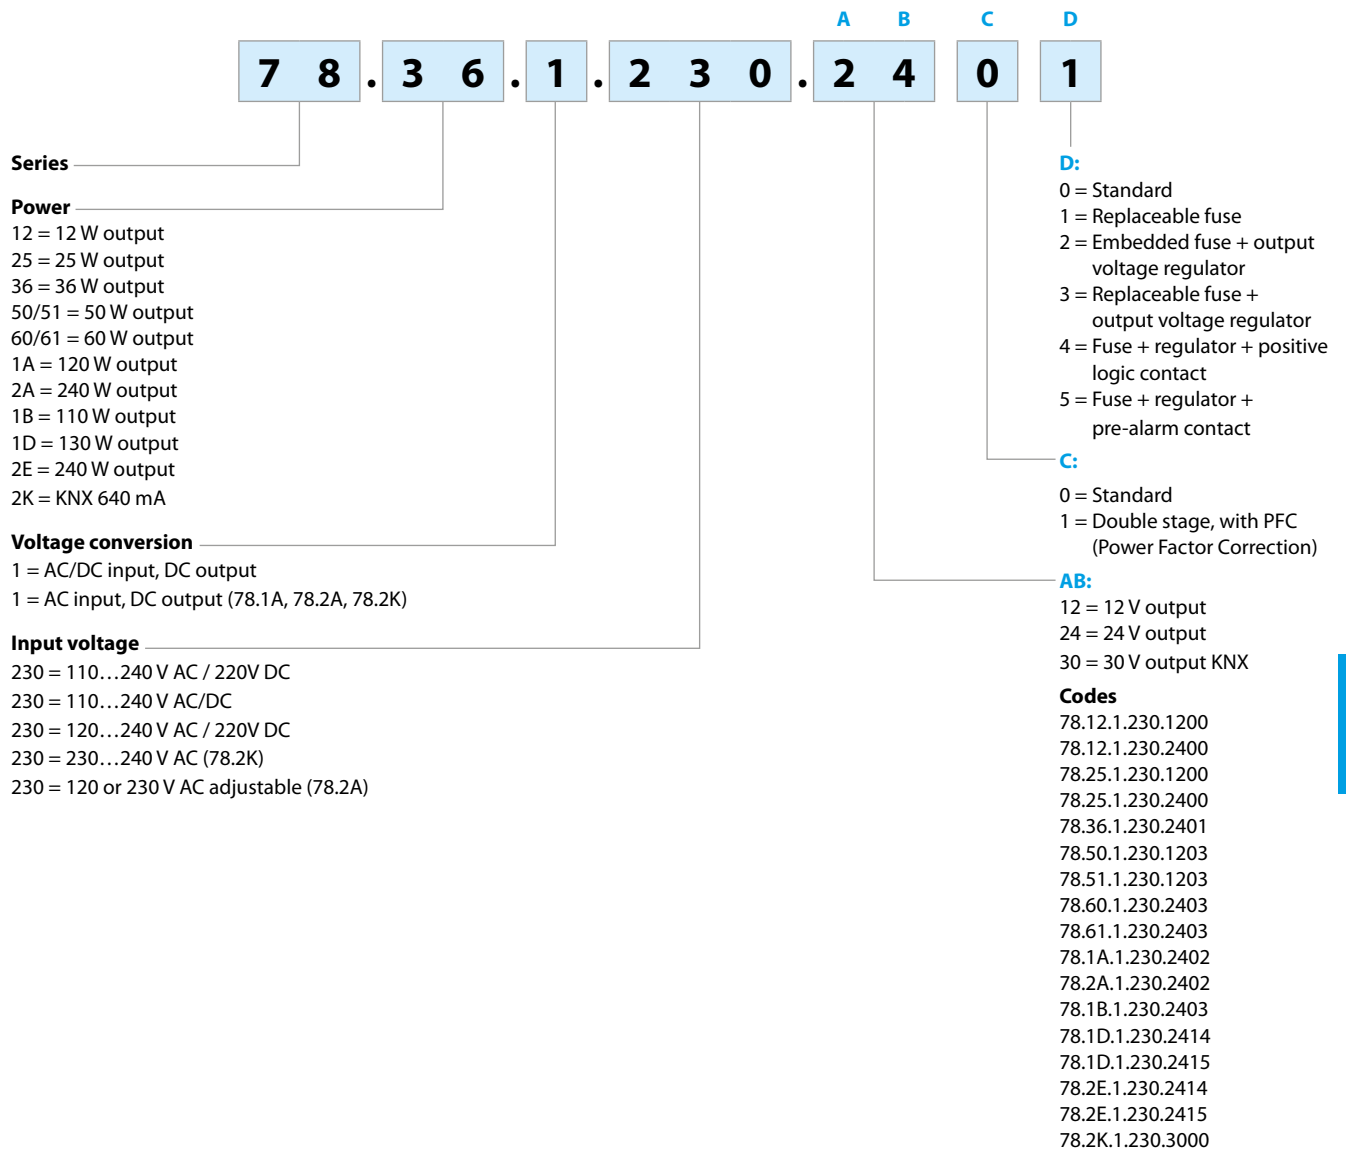 A B C D
7 8 . 3 6 . 1 . 2 3 0 . 2 4 0 1
Series
Power
12 = 12 W output
25 = 25 W output
36 = 36 W output
50/51 = 50 W output
60/61 = 60 W output
1A = 120 W output
2A = 240 W output
1B = 110 W output
1D = 130 W output
2E = 240 W output
2K = KNX 640 mA
Voltage conversion
1 = AC/DC input, DC output
1 = AC input, DC output (78.1A, 78.2A, 78.2K)
Input voltage
230 = 110…240 V AC / 220V DC
230 = 110…240 V AC/DC
230 = 120…240 V AC / 220V DC
230 = 230…240 V AC (78.2K)
230 = 120 or 230 V AC adjustable (78.2A)
D:
0 = Standard
1 = Replaceable fuse
2 = Embedded fuse + output
voltage regulator
3 = Replaceable fuse +
output voltage regulator
4 = Fuse + regulator + positive
logic contact
5 = Fuse + regulator +
pre-alarm contact
C:
0 = Standard
1 = Double stage, with PFC
(Power Factor Correction)
AB:
12 = 12 V output
24 = 24 V output
30 = 30 V output KNX
Codes
78.12.1.230.1200
78.12.1.230.2400
78.25.1.230.1200
78.25.1.230.2400
78.36.1.230.2401
78.50.1.230.1203
78.51.1.230.1203
78.60.1.230.2403
78.61.1.230.2403
78.1A.1.230.2402
78.2A.1.230.2402
78.1B.1.230.2403
78.1D.1.230.2414
78.1D.1.230.2415
78.2E.1.230.2414
78.2E.1.230.2415
78.2K.1.230.3000